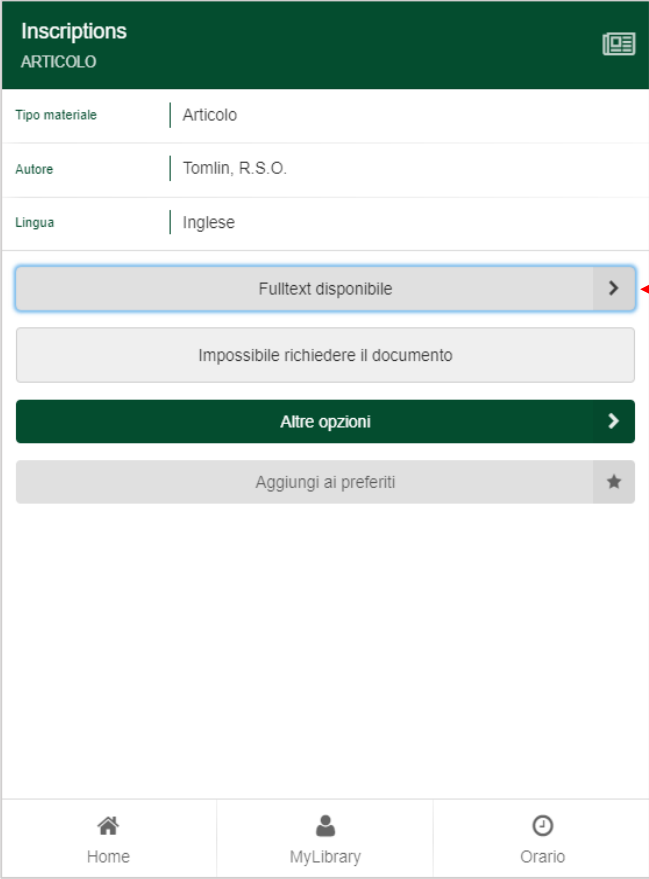 Inscriptions
ARTICOLO
Tipo materiale Articolo
Autore Tomlin, R.S.O.
Lingua Inglese
Fulltext disponibile
Impossibile richiedere il documento
Altre opzioni
Aggiungi ai preferiti
Home MyLibrary Orario